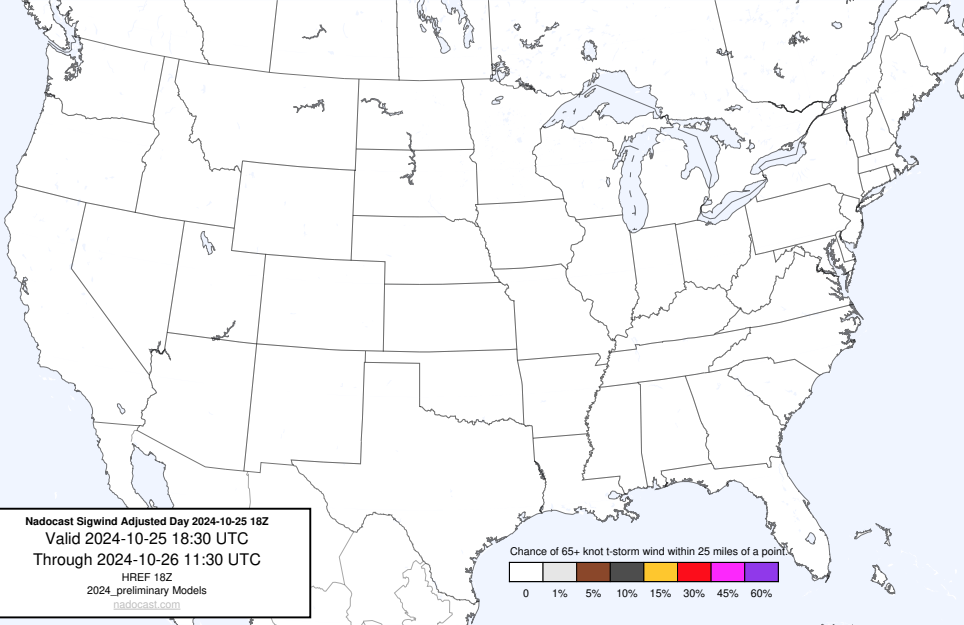 Nadocast Sigwind Adjusted Day 2024-10-25 18Z
Valid 2024-10-25 18:30 UTC
Through 2024-10-26 11:30 UTC
HREF 18Z
2024_preliminary Models
nadocast.com
Chance of 65+ knot t-storm wind within 25 miles of a point.
0 1% 5% 10% 15% 30% 45% 60%